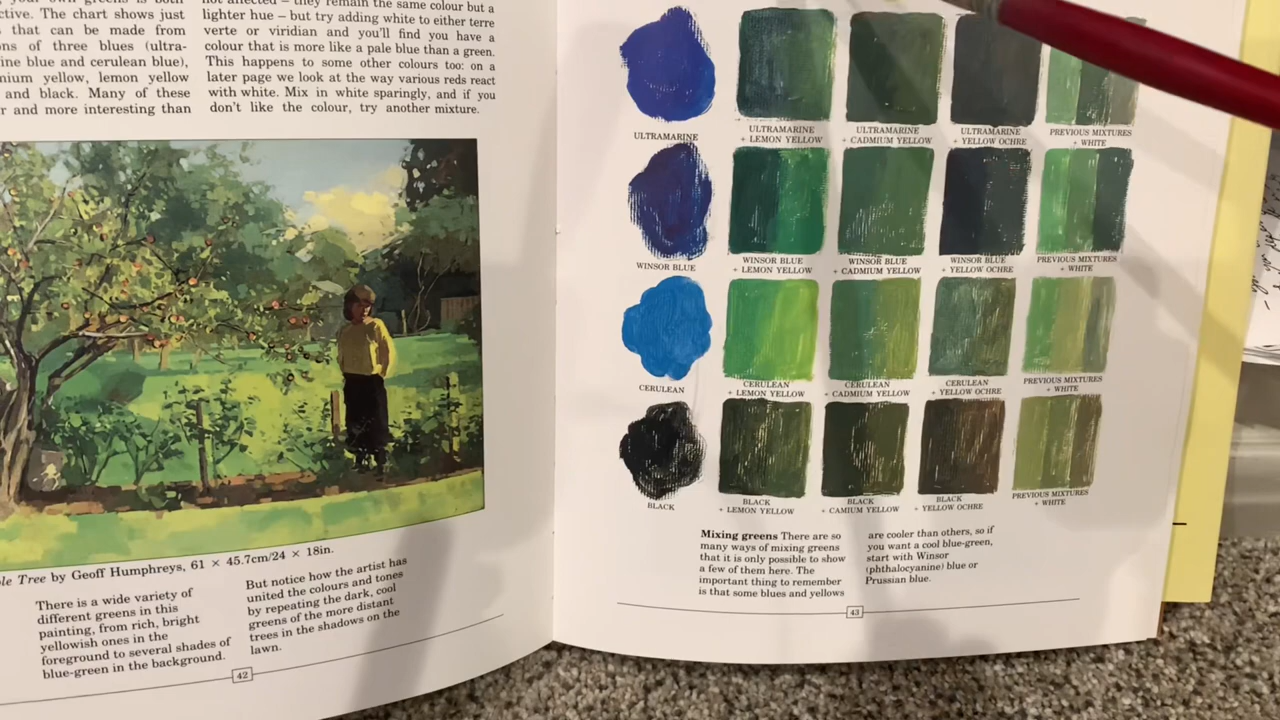 your own greens is both
ctive. The chart shows just
that can be made from
ns of three blues (ultra-
ine blue and cerulean blue),
nium yellow, lemon yellow
and black. Many of these
r and more interesting than
not affected – they remain the same colour but a
lighter hue – but try adding white to either terre
verte or viridian and you'll find you have a
colour that is more like a pale blue than a green.
This happens to some other colours too: on a
later page we look at the way various reds react
with white. Mix in white sparingly, and if you
don't like the colour, try another mixture.
le Tree by Geoff Humphreys, 61 × 45.7cm/24 × 18in.
There is a wide variety of
different greens in this
painting, from rich, bright
yellowish ones in the
foreground to several shades of
blue-green in the background.
But notice how the artist has
united the colours and tones
by repeating the dark, cool
greens of the more distant
trees in the shadows on the
lawn.
42
ULTRAMARINE
ULTRAMARINE
+ LEMON YELLOW
ULTRAMARINE
+ CADMIUM YELLOW
ULTRAMARINE
+ YELLOW OCHRE
PREVIOUS MIXTURES
+ WHITE
WINSOR BLUE
WINSOR BLUE
+ LEMON YELLOW
WINSOR BLUE
+ CADMIUM YELLOW
WINSOR BLUE
+ YELLOW OCHRE
PREVIOUS MIXTURES
+ WHITE
CERULEAN
CERULEAN
+ LEMON YELLOW
CERULEAN
+ CADMIUM YELLOW
CERULEAN
+ YELLOW OCHRE
PREVIOUS MIXTURES
+ WHITE
BLACK
BLACK
+ LEMON YELLOW
BLACK
+ CAMIUM YELLOW
BLACK
+ YELLOW OCHRE
PREVIOUS MIXTURES
+ WHITE
Mixing greens There are so
many ways of mixing greens
that it is only possible to show
a few of them here. The
important thing to remember
is that some blues and yellows
are cooler than others, so if
you want a cool blue-green,
start with Winsor
(phthalocyanine) blue or
Prussian blue.
43